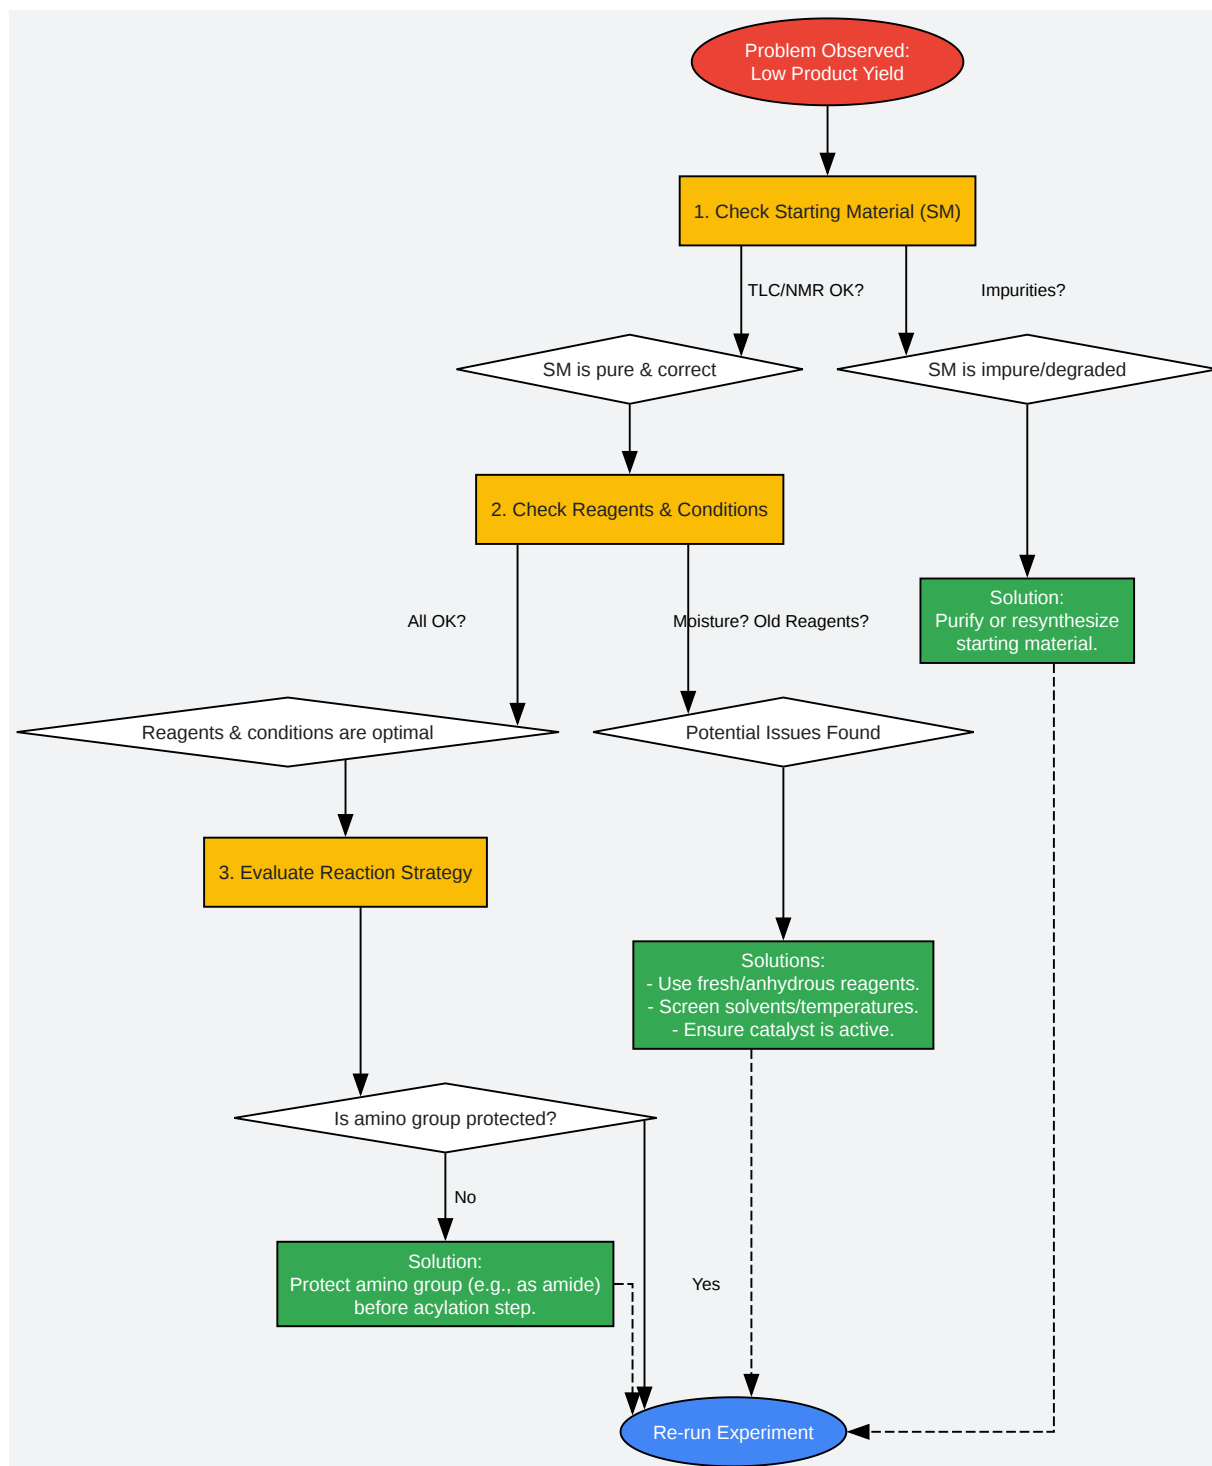 Problem Observed:
Low Product Yield
1. Check Starting Material (SM)
TLC/NMR OK?
Impurities?
SM is pure & correct
SM is impure/degraded
2. Check Reagents & Conditions
Solution:
Purify or resynthesize
starting material.
All OK?
Moisture? Old Reagents?
Reagents & conditions are optimal
Potential Issues Found
3. Evaluate Reaction Strategy
Solutions:
- Use fresh/anhydrous reagents.
- Screen solvents/temperatures.
- Ensure catalyst is active.
Is amino group protected?
No
Solution:
Protect amino group (e.g., as amide)
before acylation step.
Yes
Re-run Experiment